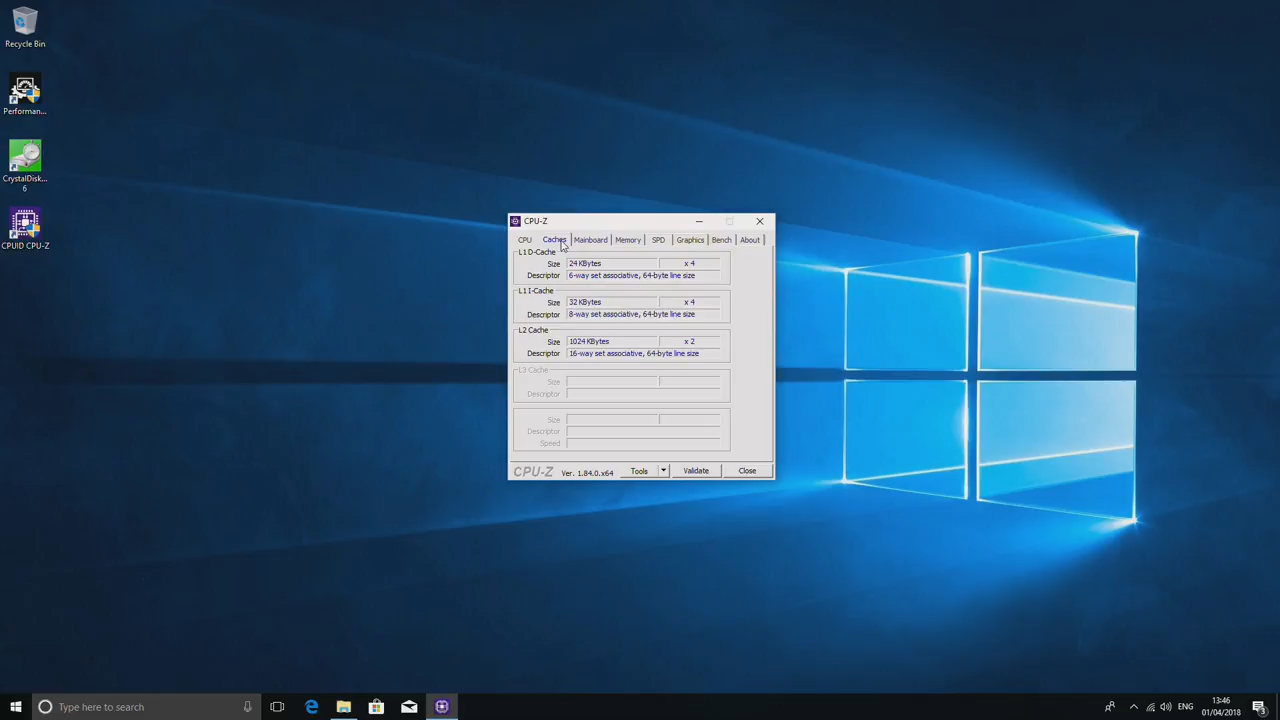 Recycle Bin
Performan...
CrystalDisk...
6
CPUID CPU-Z
CPU-Z
CPU Caches Mainboard Memory SPD Graphics Bench About
L1 D-Cache
Size 24 KBytes x 4
Descriptor 6-way set associative, 64-byte line size
L1 I-Cache
Size 32 KBytes x 4
Descriptor 8-way set associative, 64-byte line size
L2 Cache
Size 1024 KBytes x 2
Descriptor 16-way set associative, 64-byte line size
L3 Cache
Size
Descriptor
Size
Descriptor
Speed
CPU-Z Ver. 1.84.0.x64 Tools Validate Close
Type here to search
ENG
13:46
01/04/2018
3